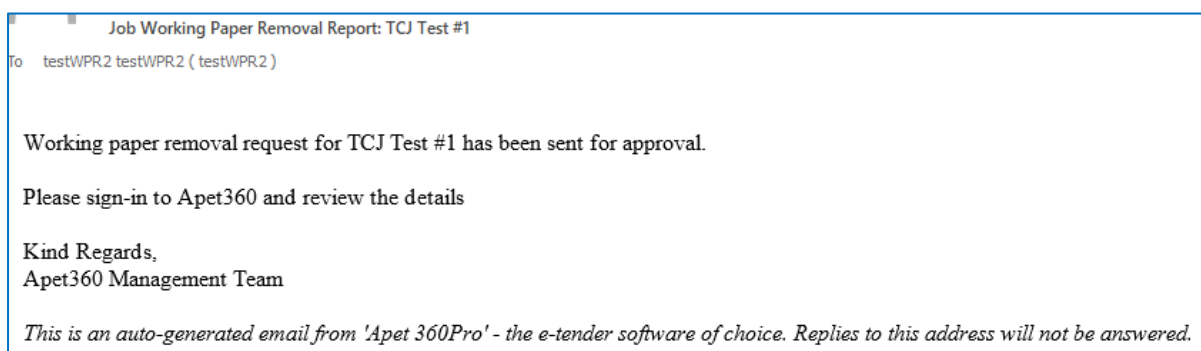 Job Working Paper Removal Report: TCJ Test #1
To testWPR2 testWPR2 ( testWPR2 )
Working paper removal request for TCJ Test #1 has been sent for approval.
Please sign-in to Apet360 and review the details
Kind Regards,
Apet360 Management Team
This is an auto-generated email from 'Apet 360Pro' - the e-tender software of choice. Replies to this address will not be answered.